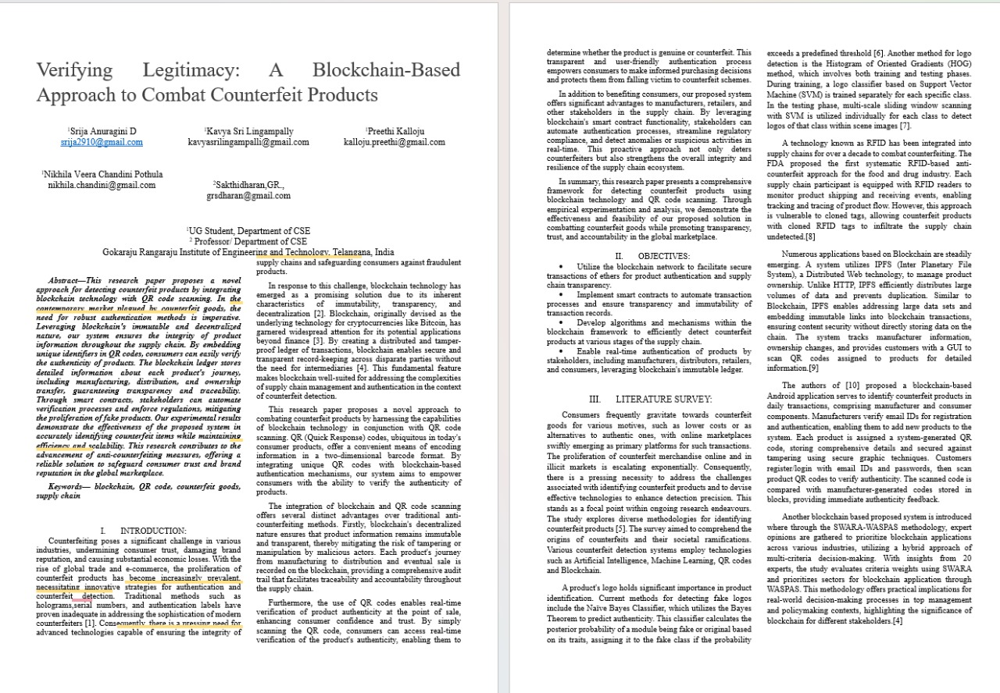 Verifying Legitimacy: A Blockchain-Based
Approach to Combat Counterfeit Products
1Srija Anuragini D
srija2910@gmail.com
1Kavya Sri Lingampally
kavyasrilingampalli@gmail.com
1Preethi Kalloju
kalloju.preethi@gmail.com
1Nikhila Veera Chandini Pothula
nikhila.chandini@gmail.com
2Sakthidharan,GR.,
grsdharan@gmail.com
1UG Student, Department of CSE
2 Professor/ Department of CSE
Gokaraju Rangaraju Institute of Engineering and Technology, Telangana, India
Abstract—This research paper proposes a novel
approach for detecting counterfeit products by integrating
blockchain technology with QR code scanning. In the
contemporary market plagued by counterfeit goods, the
need for robust authentication methods is imperative.
Leveraging blockchain's immutable and decentralized
nature, our system ensures the integrity of product
information throughout the supply chain. By embedding
unique identifiers in QR codes, consumers can easily verify
the authenticity of products. The blockchain ledger stores
detailed information about each product's journey,
including manufacturing, distribution, and ownership
transfer, guaranteeing transparency and traceability.
Through smart contracts, stakeholders can automate
verification processes and enforce regulations, mitigating
the proliferation of fake products. Our experimental results
demonstrate the effectiveness of the proposed system in
accurately identifying counterfeit items while maintaining
efficiency and scalability. This research contributes to the
advancement of anti-counterfeiting measures, offering a
reliable solution to safeguard consumer trust and brand
reputation in the global marketplace.
Keywords— blockchain, QR code, counterfeit goods,
supply chain
I. INTRODUCTION:
Counterfeiting poses a significant challenge in various
industries, undermining consumer trust, damaging brand
reputation, and causing substantial economic losses. With the
rise of global trade and e-commerce, the proliferation of
counterfeit products has become increasingly prevalent,
necessitating innovative strategies for authentication and
counterfeit detection. Traditional methods such as
holograms,serial numbers, and authentication labels have
proven inadequate in addressing the sophistication of modern
counterfeiters [1]. Consequently, there is a pressing need for
advanced technologies capable of ensuring the integrity of
supply chains and safeguarding consumers against fraudulent
products.
In response to this challenge, blockchain technology has
emerged as a promising solution due to its inherent
characteristics of immutability, transparency, and
decentralization [2]. Blockchain, originally devised as the
underlying technology for cryptocurrencies like Bitcoin, has
garnered widespread attention for its potential applications
beyond finance [3]. By creating a distributed and tamper-
proof ledger of transactions, blockchain enables secure and
transparent record-keeping across disparate parties without
the need for intermediaries [4]. This fundamental feature
makes blockchain well-suited for addressing the complexities
of supply chain management and authentication in the context
of counterfeit detection.
This research paper proposes a novel approach to
combating counterfeit products by harnessing the capabilities
of blockchain technology in conjunction with QR code
scanning. QR (Quick Response) codes, ubiquitous in today's
consumer products, offer a convenient means of encoding
information in a two-dimensional barcode format. By
integrating unique QR codes with blockchain-based
authentication mechanisms, our system aims to empower
consumers with the ability to verify the authenticity of
products.
The integration of blockchain and QR code scanning
offers several distinct advantages over traditional anti-
counterfeiting methods. Firstly, blockchain's decentralized
nature ensures that product information remains immutable
and transparent, thereby mitigating the risk of tampering or
manipulation by malicious actors. Each product's journey
from manufacturing to distribution and eventual sale is
recorded on the blockchain, providing a comprehensive audit
trail that facilitates traceability and accountability throughout
the supply chain.
Furthermore, the use of QR codes enables real-time
verification of product authenticity at the point of sale,
enhancing consumer confidence and trust. By simply
scanning the QR code, consumers can access real-time
verification of the product's authenticity, enabling them to
determine whether the product is genuine or counterfeit. This
transparent and user-friendly authentication process
empowers consumers to make informed purchasing decisions
and protects them from falling victim to counterfeit schemes.
In addition to benefiting consumers, our proposed system
offers significant advantages to manufacturers, retailers, and
other stakeholders in the supply chain. By leveraging
blockchain's smart contract functionality, stakeholders can
automate authentication processes, streamline regulatory
compliance, and detect anomalies or suspicious activities in
real-time. This proactive approach not only deters
counterfeiters but also strengthens the overall integrity and
resilience of the supply chain ecosystem.
In summary, this research paper presents a comprehensive
framework for detecting counterfeit products using
blockchain technology and QR code scanning. Through
empirical experimentation and analysis, we demonstrate the
effectiveness and feasibility of our proposed solution in
combatting counterfeit goods while promoting transparency,
trust, and accountability in the global marketplace.
II. OBJECTIVES:
• Utilize the blockchain network to facilitate secure
transactions of ethers for product authentication and supply
chain transparency.
• Implement smart contracts to automate transaction
processes and ensure transparency and immutability of
transaction records.
• Develop algorithms and mechanisms within the
blockchain framework to efficiently detect counterfeit
products at various stages of the supply chain.
• Enable real-time authentication of products by
stakeholders, including manufacturers, distributors, retailers,
and consumers, leveraging blockchain's immutable ledger.
III. LITERATURE SURVEY:
Consumers frequently gravitate towards counterfeit
goods for various motives, such as lower costs or as
alternatives to authentic ones, with online marketplaces
swiftly emerging as primary platforms for such transactions.
The proliferation of counterfeit merchandise online and in
illicit markets is escalating exponentially. Consequently,
there is a pressing necessity to address the challenges
associated with identifying counterfeit products and to devise
effective technologies to enhance detection precision. This
stands as a focal point within ongoing research endeavours.
The study explores diverse methodologies for identifying
counterfeit products [5]. The survey aimed to comprehend the
origins of counterfeits and their societal ramifications.
Various counterfeit detection systems employ technologies
such as Artificial Intelligence, Machine Learning, QR codes
and Blockchain.
A product's logo holds significant importance in product
identification. Current methods for detecting fake logos
include the Naïve Bayes Classifier, which utilizes the Bayes
Theorem to predict authenticity. This classifier calculates the
posterior probability of a module being fake or original based
on its traits, assigning it to the fake class if the probability
exceeds a predefined threshold [6]. Another method for logo
detection is the Histogram of Oriented Gradients (HOG)
method, which involves both training and testing phases.
During training, a logo classifier based on Support Vector
Machine (SVM) is trained separately for each specific class.
In the testing phase, multi-scale sliding window scanning
with SVM is utilized individually for each class to detect
logos of that class within scene images [7].
A technology known as RFID has been integrated into
supply chains for over a decade to combat counterfeiting. The
FDA proposed the first systematic RFID-based anti-
counterfeit approach for the food and drug industry. Each
supply chain participant is equipped with RFID readers to
monitor product shipping and receiving events, enabling
tracking and tracing of product flow. However, this approach
is vulnerable to cloned tags, allowing counterfeit products
with cloned RFID tags to infiltrate the supply chain
undetected.[8]
Numerous applications based on Blockchain are steadily
emerging. A system utilizes IPFS (Inter Planetary File
System), a Distributed Web technology, to manage product
ownership. Unlike HTTP, IPFS efficiently distributes large
volumes of data and prevents duplication. Similar to
Blockchain, IPFS enables addressing large data sets and
embedding immutable links into blockchain transactions,
ensuring content security without directly storing data on the
chain. The system tracks manufacturer information,
ownership changes, and provides customers with a GUI to
scan QR codes assigned to products for detailed
information.[9]
The authors of [10] proposed a blockchain-based
Android application serves to identify counterfeit products in
daily transactions, comprising manufacturer and consumer
components. Manufacturers verify email IDs for registration
and authentication, enabling them to add new products to the
system. Each product is assigned a system-generated QR
code, storing comprehensive details and secured against
tampering using secure graphic techniques. Customers
register/login with email IDs and passwords, then scan
product QR codes to verify authenticity. The scanned code is
compared with manufacturer-generated codes stored in
blocks, providing immediate authenticity feedback.
Another blockchain based proposed system is introduced
where through the SWARA-WASPAS methodology, expert
opinions are gathered to prioritize blockchain applications
across various industries, utilizing a hybrid approach of
multi-criteria decision-making. With insights from 20
experts, the study evaluates criteria weights using SWARA
and prioritizes sectors for blockchain application through
WASPAS. This methodology offers practical implications for
real-world decision-making processes in top management
and policymaking contexts, highlighting the significance of
blockchain for different stakeholders.[4]